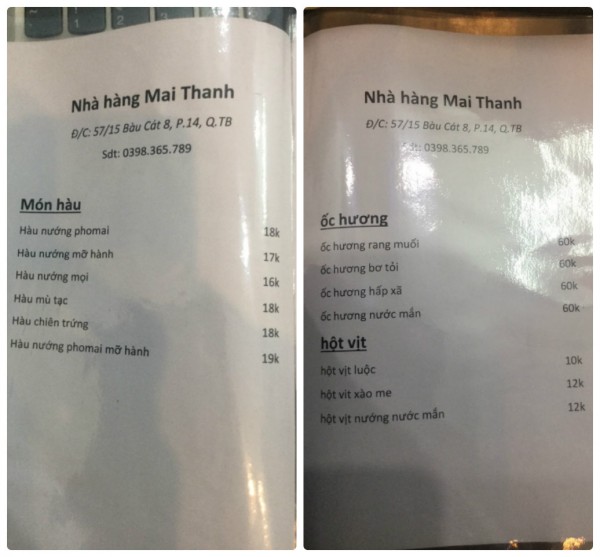 Nhà hàng Mai Thanh
Đ/C: 57/15 Bàu Cát 8, P.14, Q.TB
Sdt: 0398.365.789
Món hàu
Hàu nướng phomai 18k
Hàu nướng mỡ hành 17k
Hàu nướng mọi 16k
Hàu mù tạc 18k
Hàu chiên trứng 18k
Hàu nướng phomai mỡ hành 19k
Nhà hàng Mai Thanh
Đ/C: 57/15 Bàu Cát 8, P.14, Q.TB
Sdt: 0398.365.789
ốc hương
ốc hương rang muối 60k
ốc hương bơ tỏi 60k
ốc hương hấp xã 60k
ốc hương nước mắn 60k
hột vịt
hột vịt luộc 10k
hột vit xào me 12k
hột vịt nướng nước mắn 12k